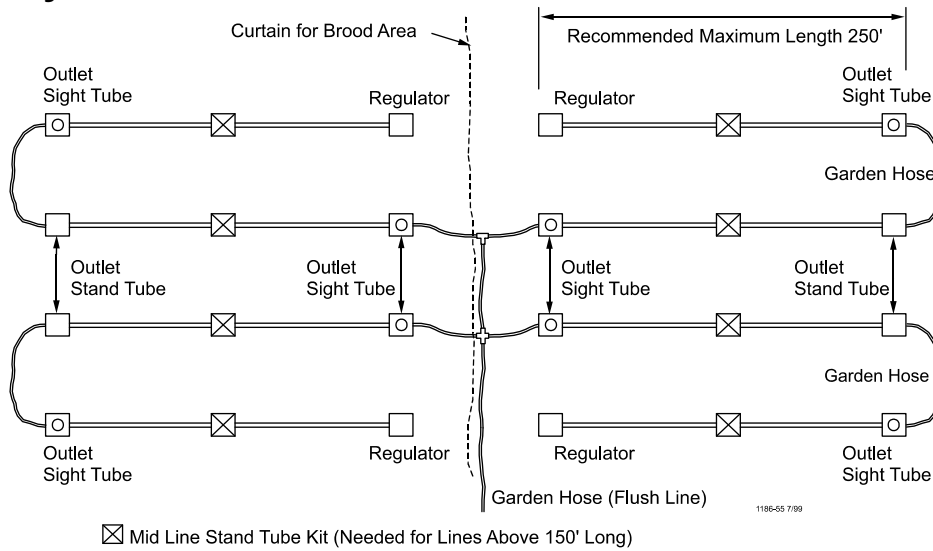 Curtain for Brood Area
Recommended Maximum Length 250'
Outlet
Sight Tube
Regulator
Regulator
Outlet
Sight Tube
Garden Hose
Outlet
Stand Tube
Outlet
Sight Tube
Outlet
Sight Tube
Outlet
Stand Tube
Garden Hose
Outlet
Sight Tube
Regulator
Regulator
Outlet
Sight Tube
Garden Hose (Flush Line)
1186-55 7/99
Mid Line Stand Tube Kit (Needed for Lines Above 150' Long)